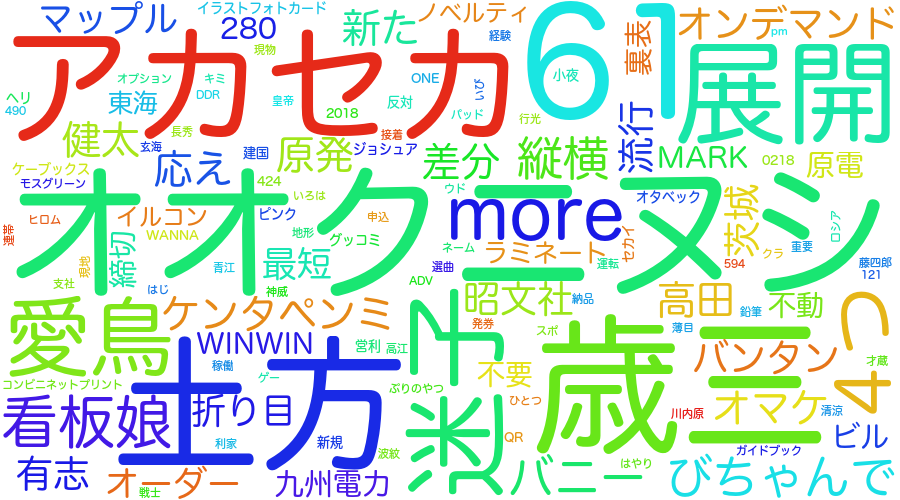 マップル
イラストフォトカード
280
新た
ノベルティ
経験
61
裏表
オンデマンド
pm
現物
アカセカ
展開
オプション
キミ
ONE
小夜
ヘリ
490
東海
DDR
皇帝
反対
つい
2018
バッド
行光
流行
健太
長秀
玄海
接着
建国
原発
ジョシュア
差分
縦横
MARK
0218
原電
応え
ケープックス
モスグリーン
424
いろは
ウド
オタペック
茨城
オオクニヌシ
more
ヒロム
イルコン
ピンク
申込
地形
グッコミ
ネーム
ラミネート
セカイ
ロシア
WANNA
締切
現地
最短
選曲
運転
594
クラ
重要
藤四郎
121
支社
青江
神威
はじ
ADV
昭文社
納品
高田
鉛筆
不動
4つ
愛鳥
ケンタペンミ
発券
スポ
薄目
WINWIN
営利
高江
迷子
歳三
バンタン
才蔵
稼働
ゲー
土方
コンビニネットプリント
ぷりのやつ
不要
ひとつ
オマケ
清涼
看板娘
折り目
川内原
利家
新規
QR
ビル
ガイドブック
有志
波紋
オーダー
戦士
九州電力
バニー
はやり
びちゃんで